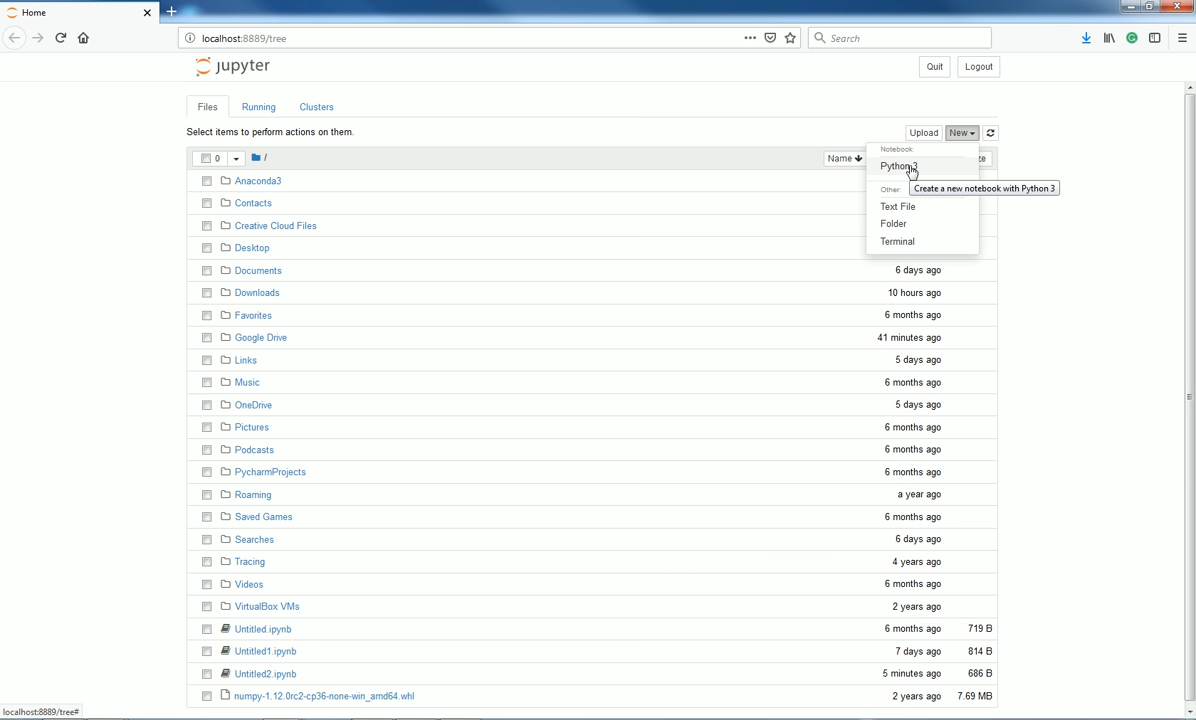 Home
localhost:8889/tree
Search
jupyter
Quit
Logout
Files
Running
Clusters
Select items to perform actions on them.
Upload
New
0
/
Name
Notebook:
Python 3
Create a new notebook with Python 3
Other:
Text File
Folder
Terminal
Anaconda3
Contacts
Creative Cloud Files
Desktop
Documents 6 days ago
Downloads 10 hours ago
Favorites 6 months ago
Google Drive 41 minutes ago
Links 5 days ago
Music 6 months ago
OneDrive 5 days ago
Pictures 6 months ago
Podcasts 6 months ago
PycharmProjects 6 months ago
Roaming a year ago
Saved Games 6 months ago
Searches 6 days ago
Tracing 4 years ago
Videos 6 months ago
VirtualBox VMs 2 years ago
Untitled.ipynb 6 months ago 719 B
Untitled1.ipynb 7 days ago 814 B
Untitled2.ipynb 5 minutes ago 686 B
numpy-1.12.0rc2-cp36-none-win_amd64.whl 2 years ago 7.69 MB
localhost:8889/tree#